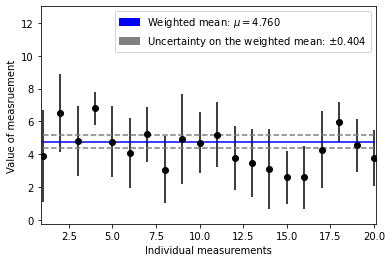 Weighted mean: μ = 4.760
Uncertainty on the weighted mean: ±0.404
12
10
8
6
4
2
0
Value of measruement
2.5 5.0 7.5 10.0 12.5 15.0 17.5 20.0
Individual measurements